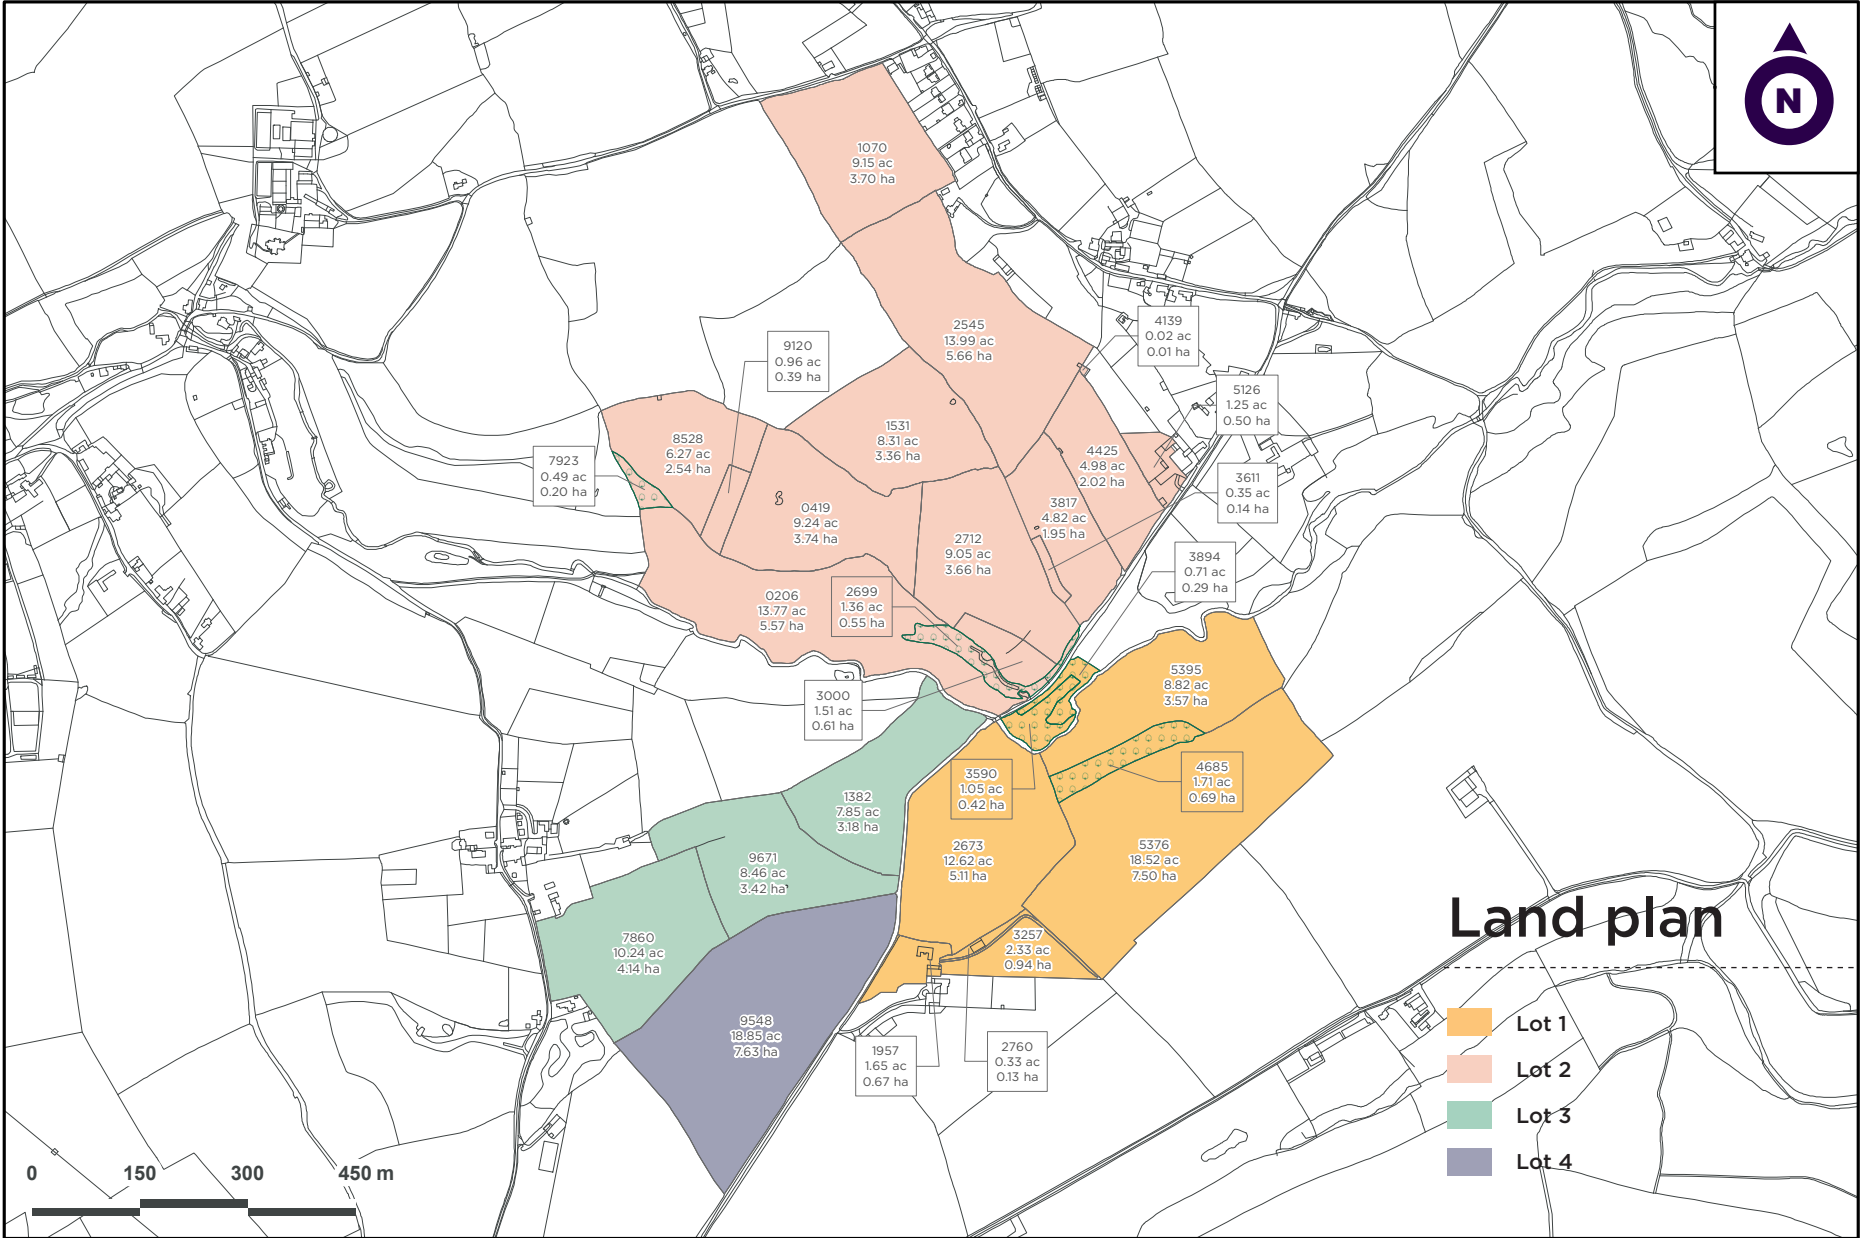 N
1070
9.15 ac
3.70 ha
2545
13.99 ac
5.66 ha
4139
0.02 ac
0.01 ha
9120
0.96 ac
0.39 ha
5126
1.25 ac
0.50 ha
1531
8.31 ac
3.36 ha
8528
6.27 ac
2.54 ha
4425
4.98 ac
2.02 ha
7923
0.49 ac
0.20 ha
3611
0.35 ac
0.14 ha
3817
4.82 ac
1.95 ha
0419
9.24 ac
3.74 ha
2712
9.05 ac
3.66 ha
3894
0.71 ac
0.29 ha
0206
13.77 ac
5.57 ha
2699
1.36 ac
0.55 ha
5395
8.82 ac
3.57 ha
3000
1.51 ac
0.61 ha
3590
1.05 ac
0.42 ha
4685
1.71 ac
0.69 ha
1382
7.85 ac
3.18 ha
2673
12.62 ac
5.11 ha
5376
18.52 ac
7.50 ha
9671
8.46 ac
3.42 ha
7860
10.24 ac
4.14 ha
3257
2.33 ac
0.94 ha
9548
18.85 ac
7.63 ha
1957
1.65 ac
0.67 ha
2760
0.33 ac
0.13 ha
Land plan
Lot 1
Lot 2
Lot 3
Lot 4
0 150 300 450 m